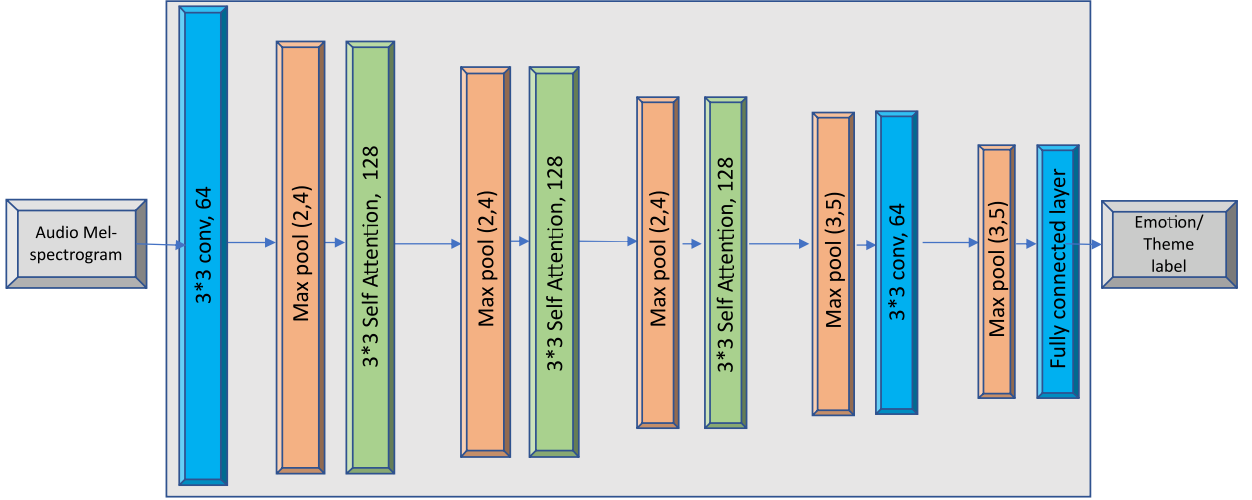 Audio Mel-
spectrogram
3*3 conv, 64
Max pool (2,4)
3*3 Self Attention, 128
Max pool (2,4)
3*3 Self Attention, 128
Max pool (2,4)
3*3 Self Attention, 128
Max pool (3,5)
3*3 conv, 64
Max pool (3,5)
Fully connected layer
Emotion/
Theme
label